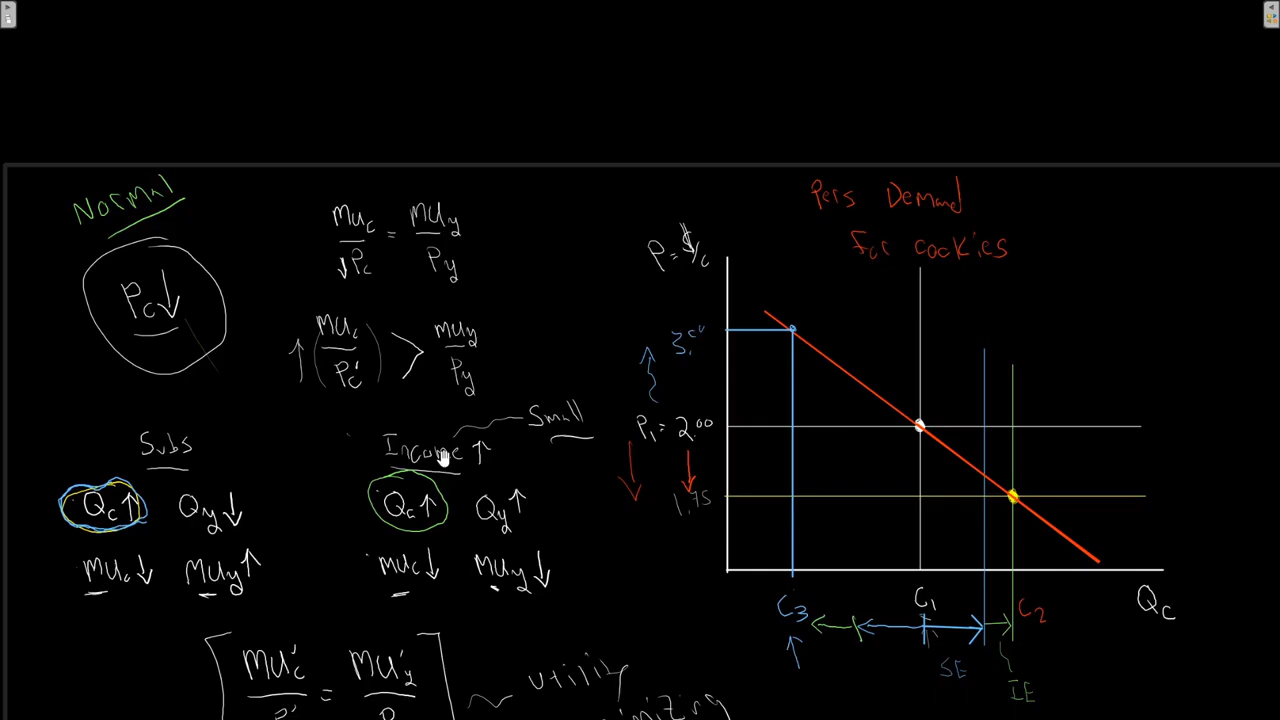 Normal
Pc↓
MUc/↓Pc = MUy/Py
↑(MUc/Pc') > MUy/Py
Small
Subs
Income ↑
Qc↑ Qy↓
Qc↑ Qy↑
MUc↓ MUy↑
MUc↓ MUy↓
[MUc'/Pc' = MUy'/P
~ utility
Pers Demand
For cookies
P=$/c
P1 = 2.00
1.75
C3
C1
C2
Qc
SE
IE